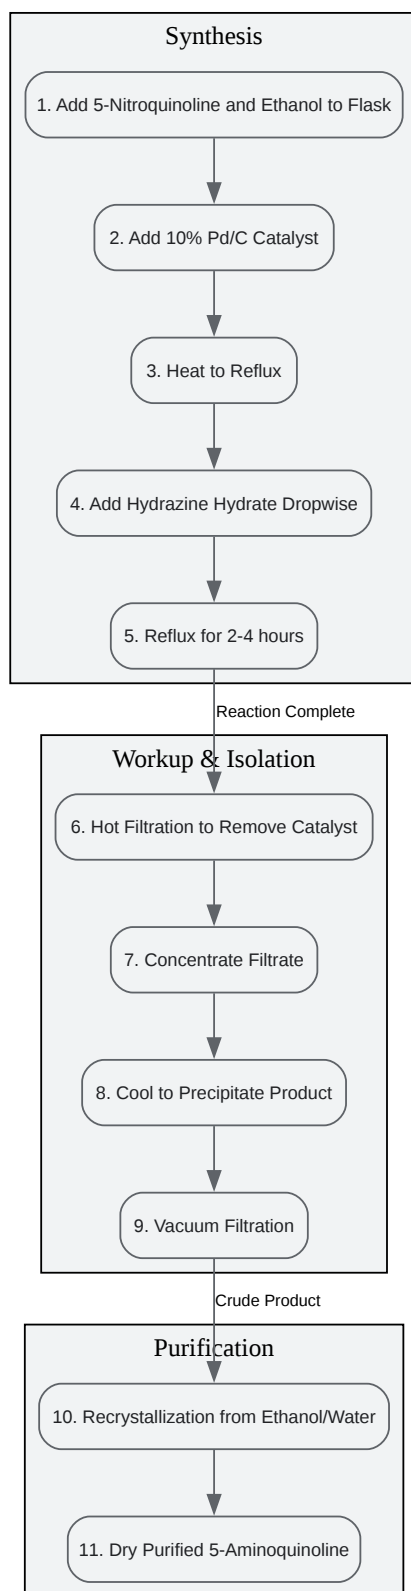 Synthesis
1. Add 5-Nitroquinoline and Ethanol to Flask
2. Add 10% Pd/C Catalyst
3. Heat to Reflux
4. Add Hydrazine Hydrate Dropwise
5. Reflux for 2-4 hours
Reaction Complete
Workup & Isolation
6. Hot Filtration to Remove Catalyst
7. Concentrate Filtrate
8. Cool to Precipitate Product
9. Vacuum Filtration
Crude Product
Purification
10. Recrystallization from Ethanol/Water
11. Dry Purified 5-Aminoquinoline